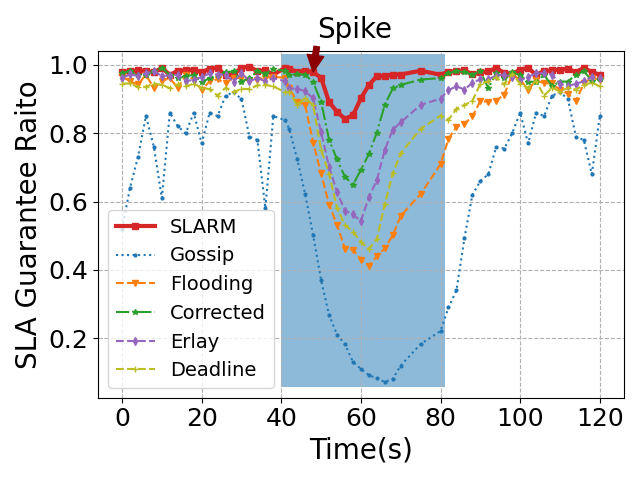 Spike
SLA Guarantee Raito
1.0
0.8
0.6
0.4
0.2
SLARM
Gossip
Flooding
Corrected
Erlay
Deadline
0
20
40
60
80
100
120
Time(s)